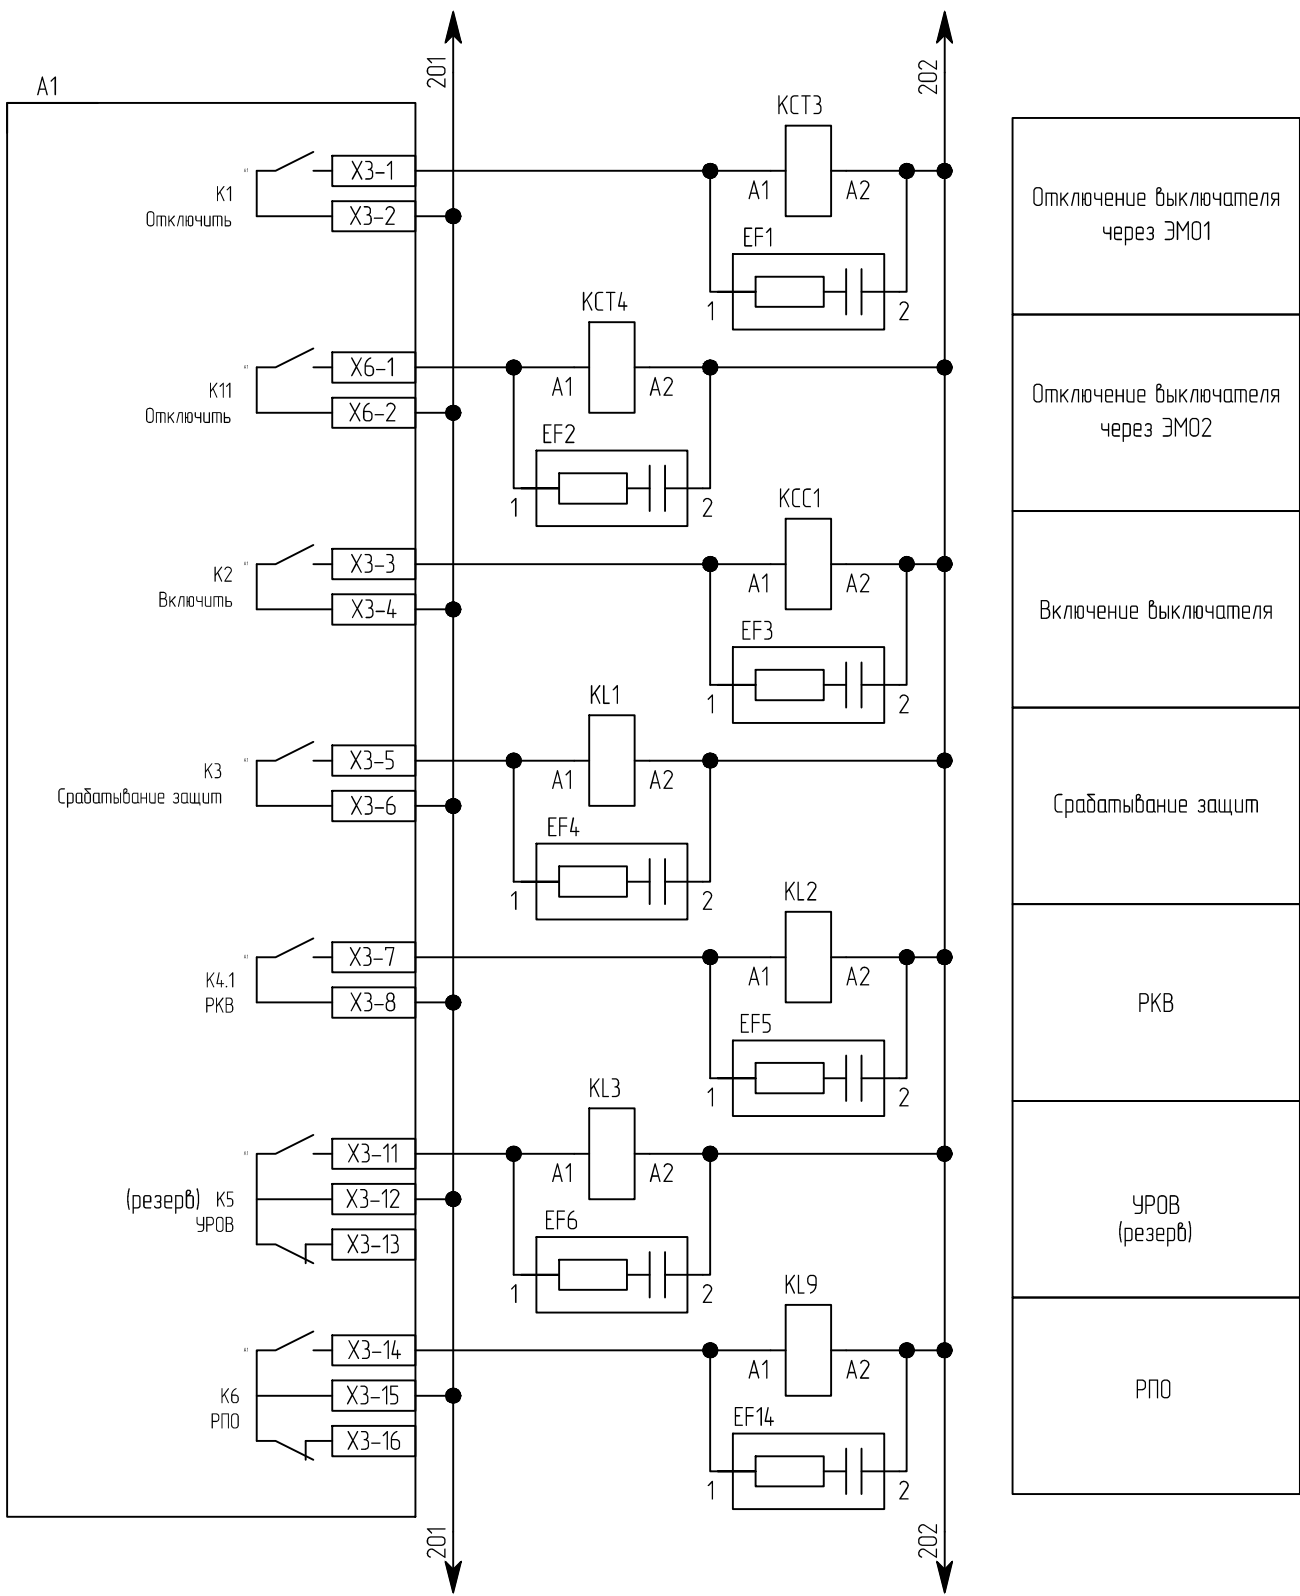 201
202
A1
KCT3
K1
Отключить
X3-1
X3-2
A1
A2
EF1
1
2
Отключение выключателя
через ЭМО1
KCT4
K11
Отключить
X6-1
X6-2
A1
A2
EF2
1
2
Отключение выключателя
через ЭМО2
KCC1
K2
Включить
X3-3
X3-4
A1
A2
EF3
1
2
Включение выключателя
KL1
K3
Срабатывание защит
X3-5
X3-6
A1
A2
EF4
1
2
Срабатывание защит
KL2
K4.1
РКВ
X3-7
X3-8
A1
A2
EF5
1
2
РКВ
KL3
(резерв) K5
УРОВ
X3-11
X3-12
X3-13
A1
A2
EF6
1
2
УРОВ
(резерв)
KL9
K6
РПО
X3-14
X3-15
X3-16
A1
A2
EF14
1
2
РПО
201
202